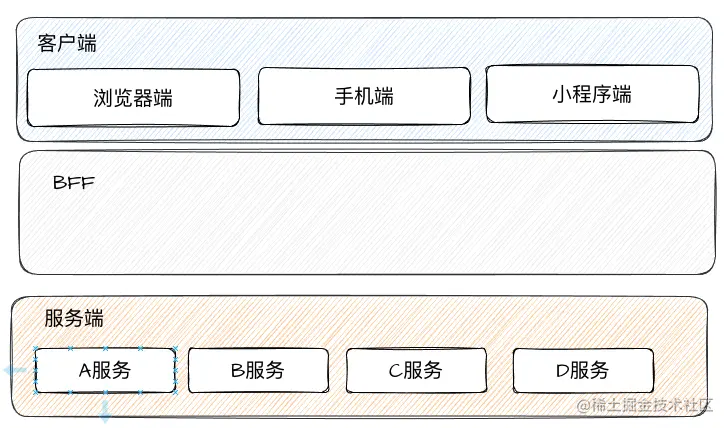 客户端
浏览器端
手机端
小程序端
BFF
服务端
A服务
B服务
C服务
D服务
@稀土掘金技术社区